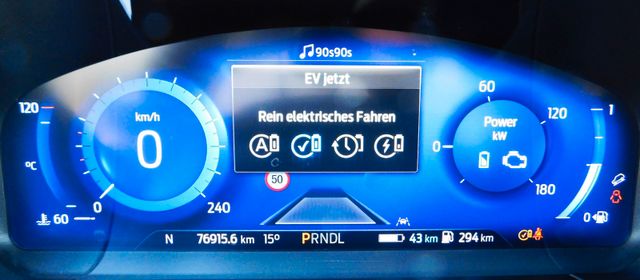 90s90s
EV jetzt
Rein elektrisches Fahren
A
120
km/h
0
°C
60
0
240
50
60
120
Power
kW
0
180
1
0
N 76915.6 km 15° PRNDL 43 km 294 km